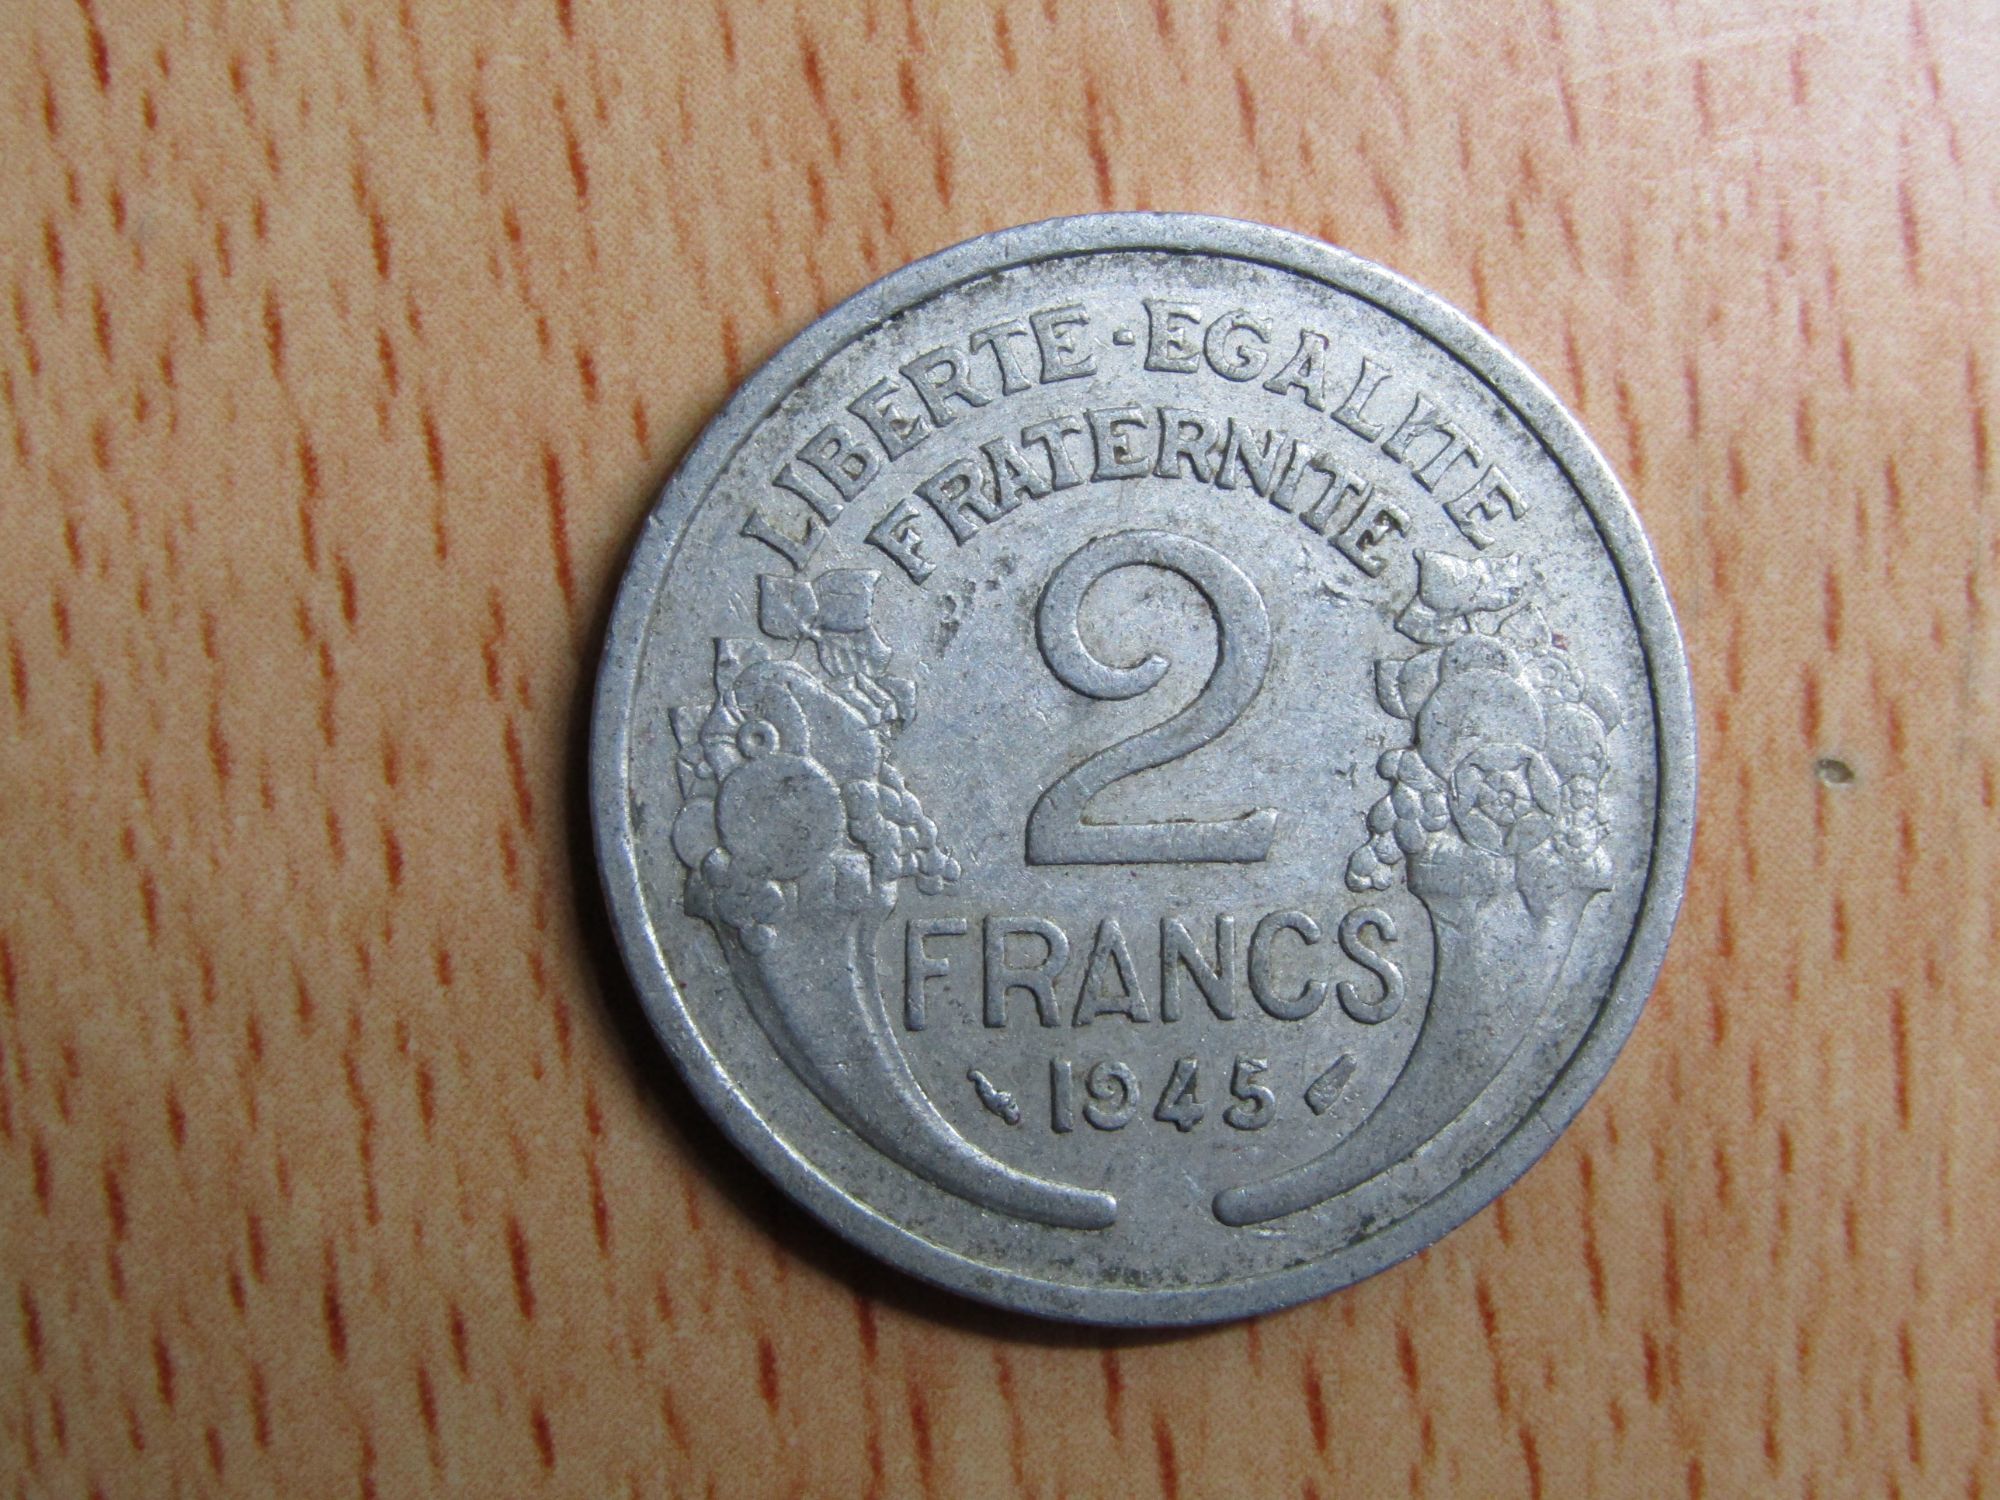 LIBERTE·EGALITE
FRATERNITE
2
FRANCS
1945